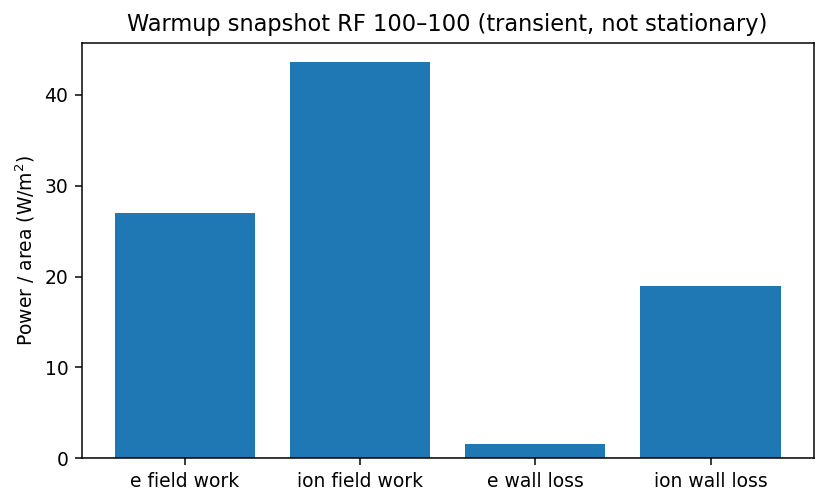 Warmup snapshot RF 100–100 (transient, not stationary)
Power / area (W/m²)
40
30
20
10
0
e field work
ion field work
e wall loss
ion wall loss